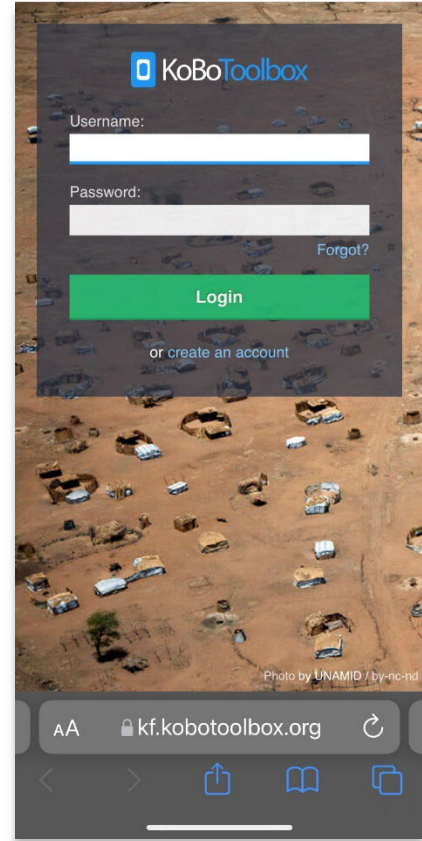 KoBoToolbox
Username:
Password:
Forgot?
Login
or create an account
Photo by UNAMID / by-nc-nd
AA kf.kobotoolbox.org